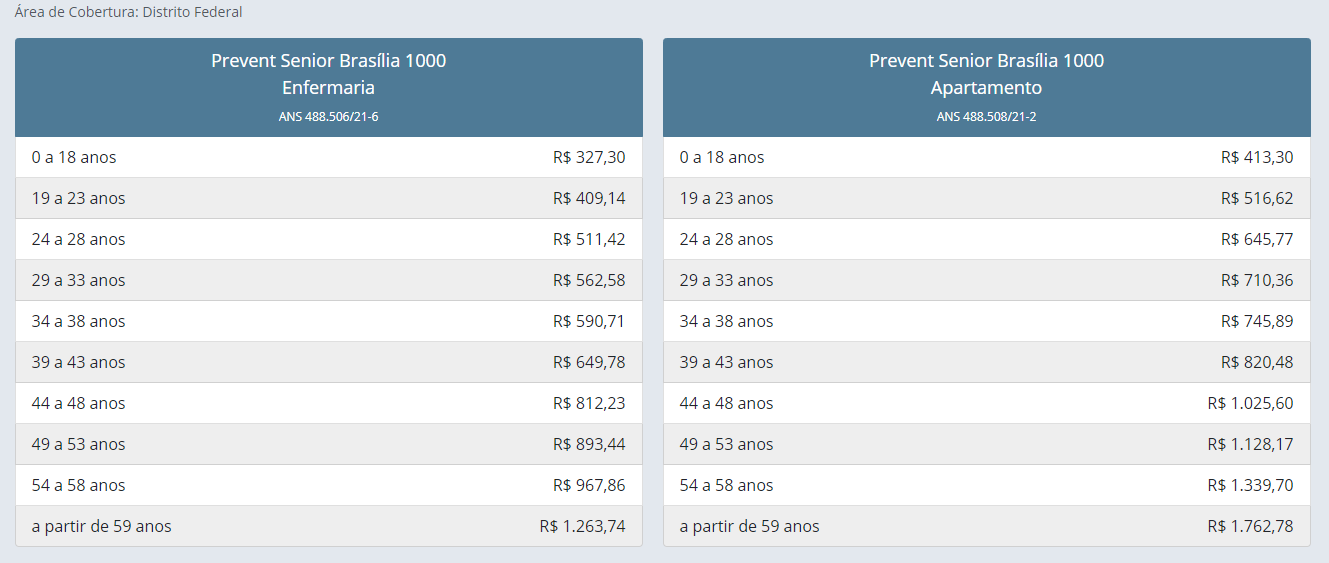 Área de Cobertura: Distrito Federal
Prevent Senior Brasília 1000
Enfermaria
ANS 488.506/21-6
0 a 18 anos R$ 327,30
19 a 23 anos R$ 409,14
24 a 28 anos R$ 511,42
29 a 33 anos R$ 562,58
34 a 38 anos R$ 590,71
39 a 43 anos R$ 649,78
44 a 48 anos R$ 812,23
49 a 53 anos R$ 893,44
54 a 58 anos R$ 967,86
a partir de 59 anos R$ 1.263,74
Prevent Senior Brasília 1000
Apartamento
ANS 488.508/21-2
0 a 18 anos R$ 413,30
19 a 23 anos R$ 516,62
24 a 28 anos R$ 645,77
29 a 33 anos R$ 710,36
34 a 38 anos R$ 745,89
39 a 43 anos R$ 820,48
44 a 48 anos R$ 1.025,60
49 a 53 anos R$ 1.128,17
54 a 58 anos R$ 1.339,70
a partir de 59 anos R$ 1.762,78